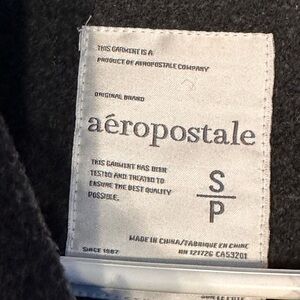 THIS GARMENT IS A
PRODUCT OF AEROPOSTALE COMPANY
ORIGINAL BRAND
aéropostale
THIS GARMENT HAS BEEN
TESTED AND TREATED TO
ENSURE THE BEST QUALITY
POSSIBLE.
S
P
MADE IN CHINA/FABRIQUE EN CHINE
SINCE 1987
RN 121726 CA53201